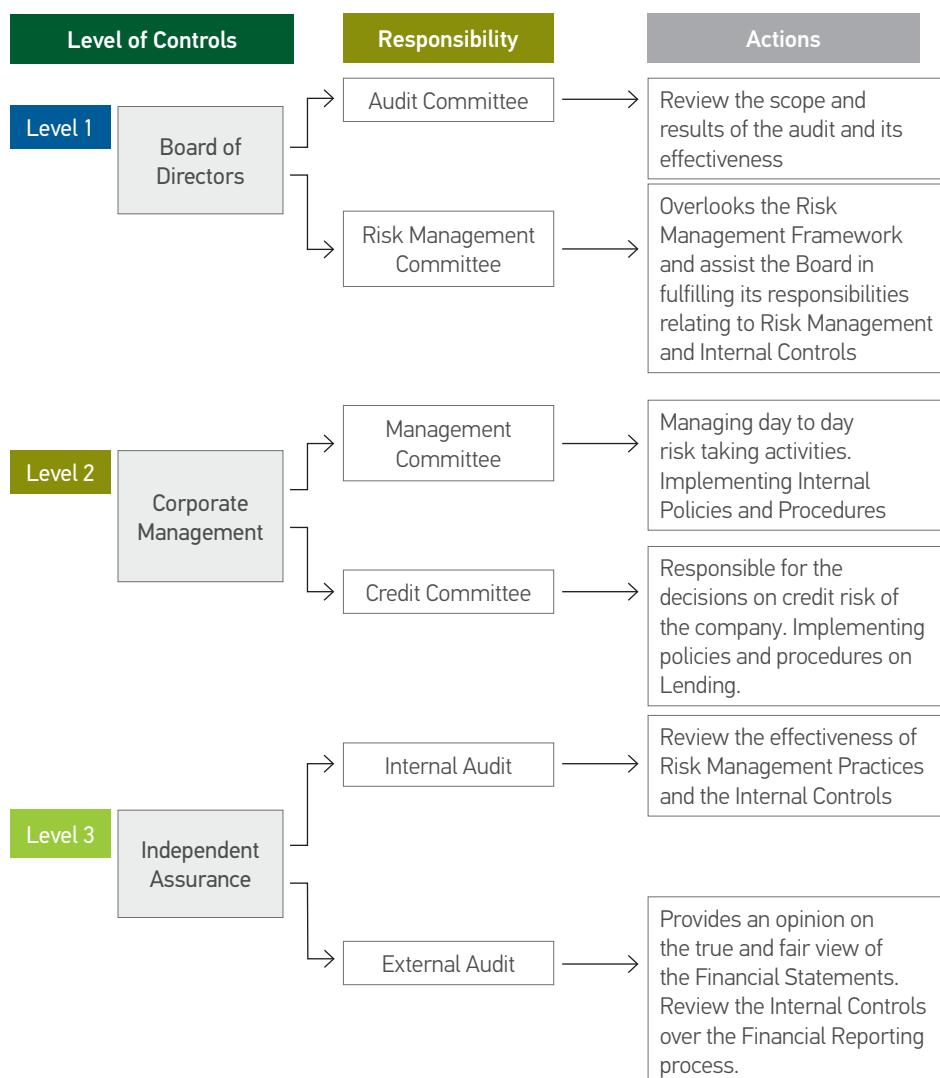 Level of Controls
Responsibility
Actions
Level 1
Board of
Directors
Audit Committee
Review the scope and
results of the audit and its
effectiveness
Risk Management
Committee
Overlooks the Risk
Management Framework
and assist the Board in
fulfilling its responsibilities
relating to Risk Management
and Internal Controls
Level 2
Corporate
Management
Management
Committee
Managing day to day
risk taking activities.
Implementing Internal
Policies and Procedures
Credit Committee
Responsible for the
decisions on credit risk of
the company. Implementing
policies and procedures on
Lending.
Level 3
Independent
Assurance
Internal Audit
Review the effectiveness of
Risk Management Practices
and the Internal Controls
External Audit
Provides an opinion on
the true and fair view of
the Financial Statements.
Review the Internal Controls
over the Financial Reporting
process.